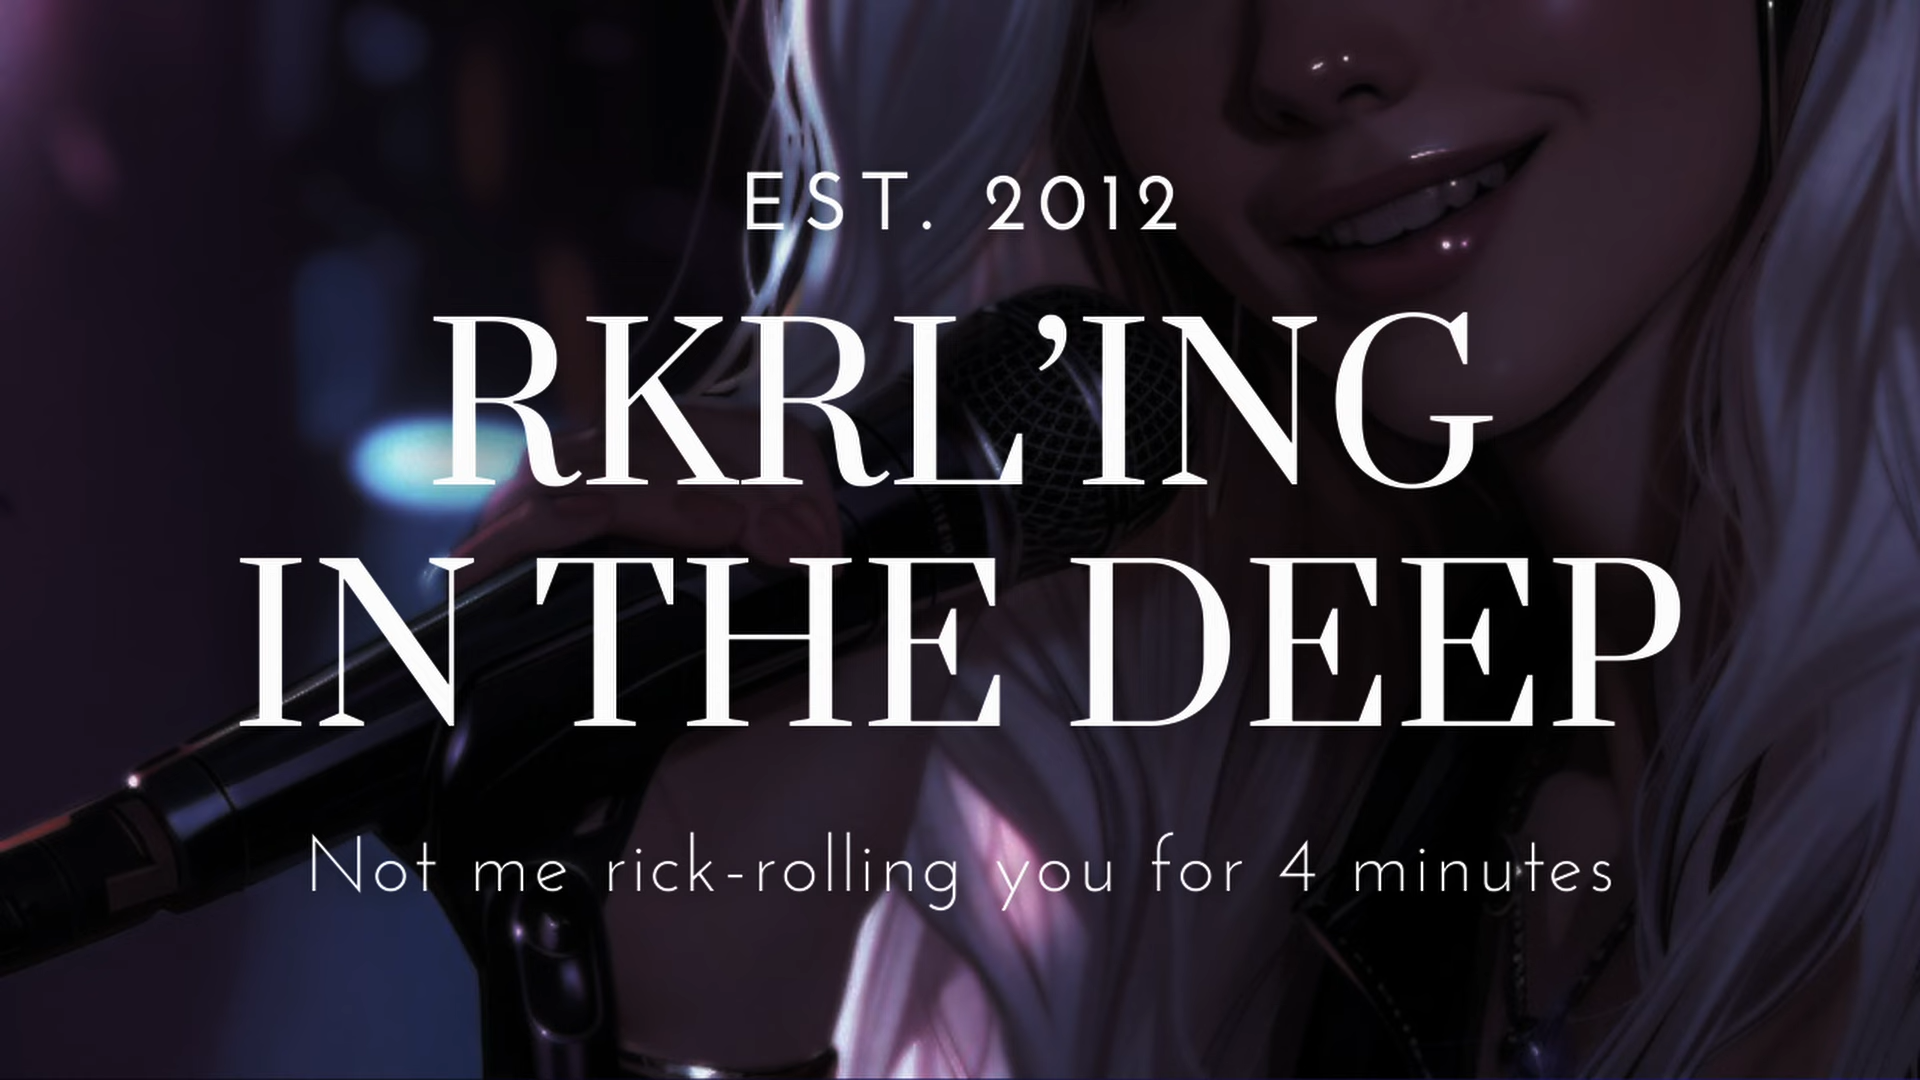 EST. 2012
RKRL’ING
IN THE DEEP
Not me rick-rolling you for 4 minutes